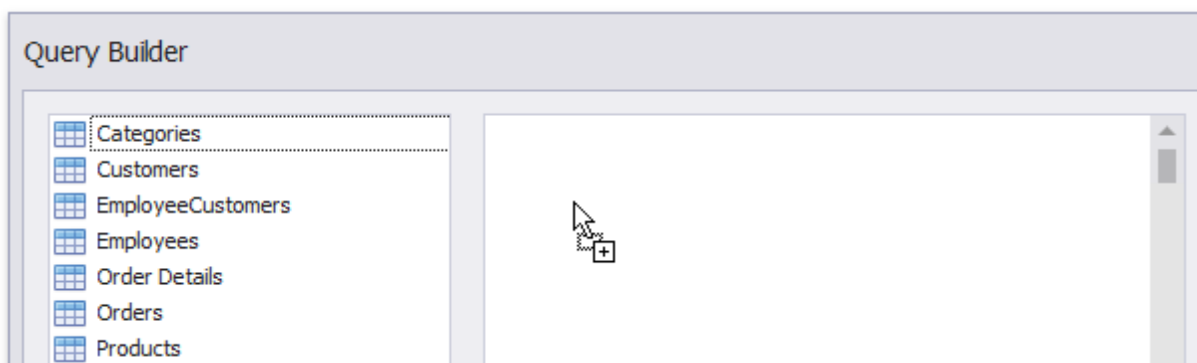 Query Builder
Categories
Customers
EmployeeCustomers
Employees
Order Details
Orders
Products